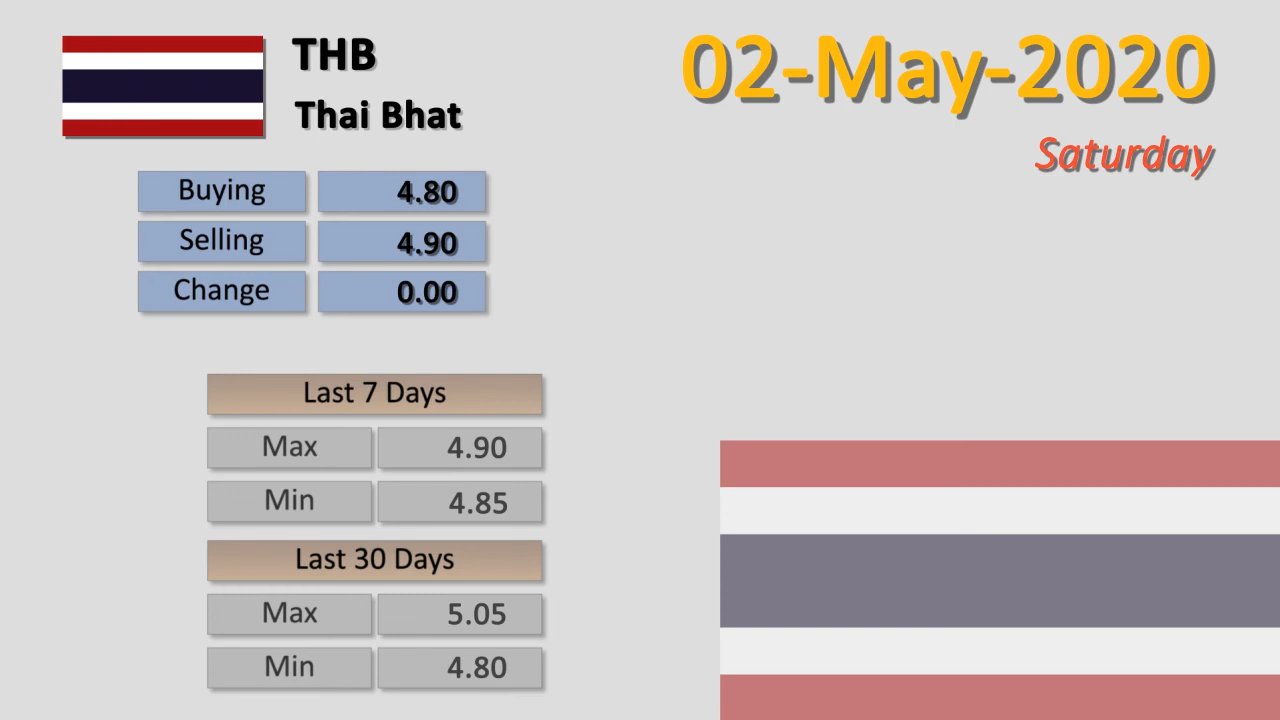 THB
Thai Bhat
02-May-2020
Saturday
Buying 4.80
Selling 4.90
Change 0.00
Last 7 Days
Max 4.90
Min 4.85
Last 30 Days
Max 5.05
Min 4.80